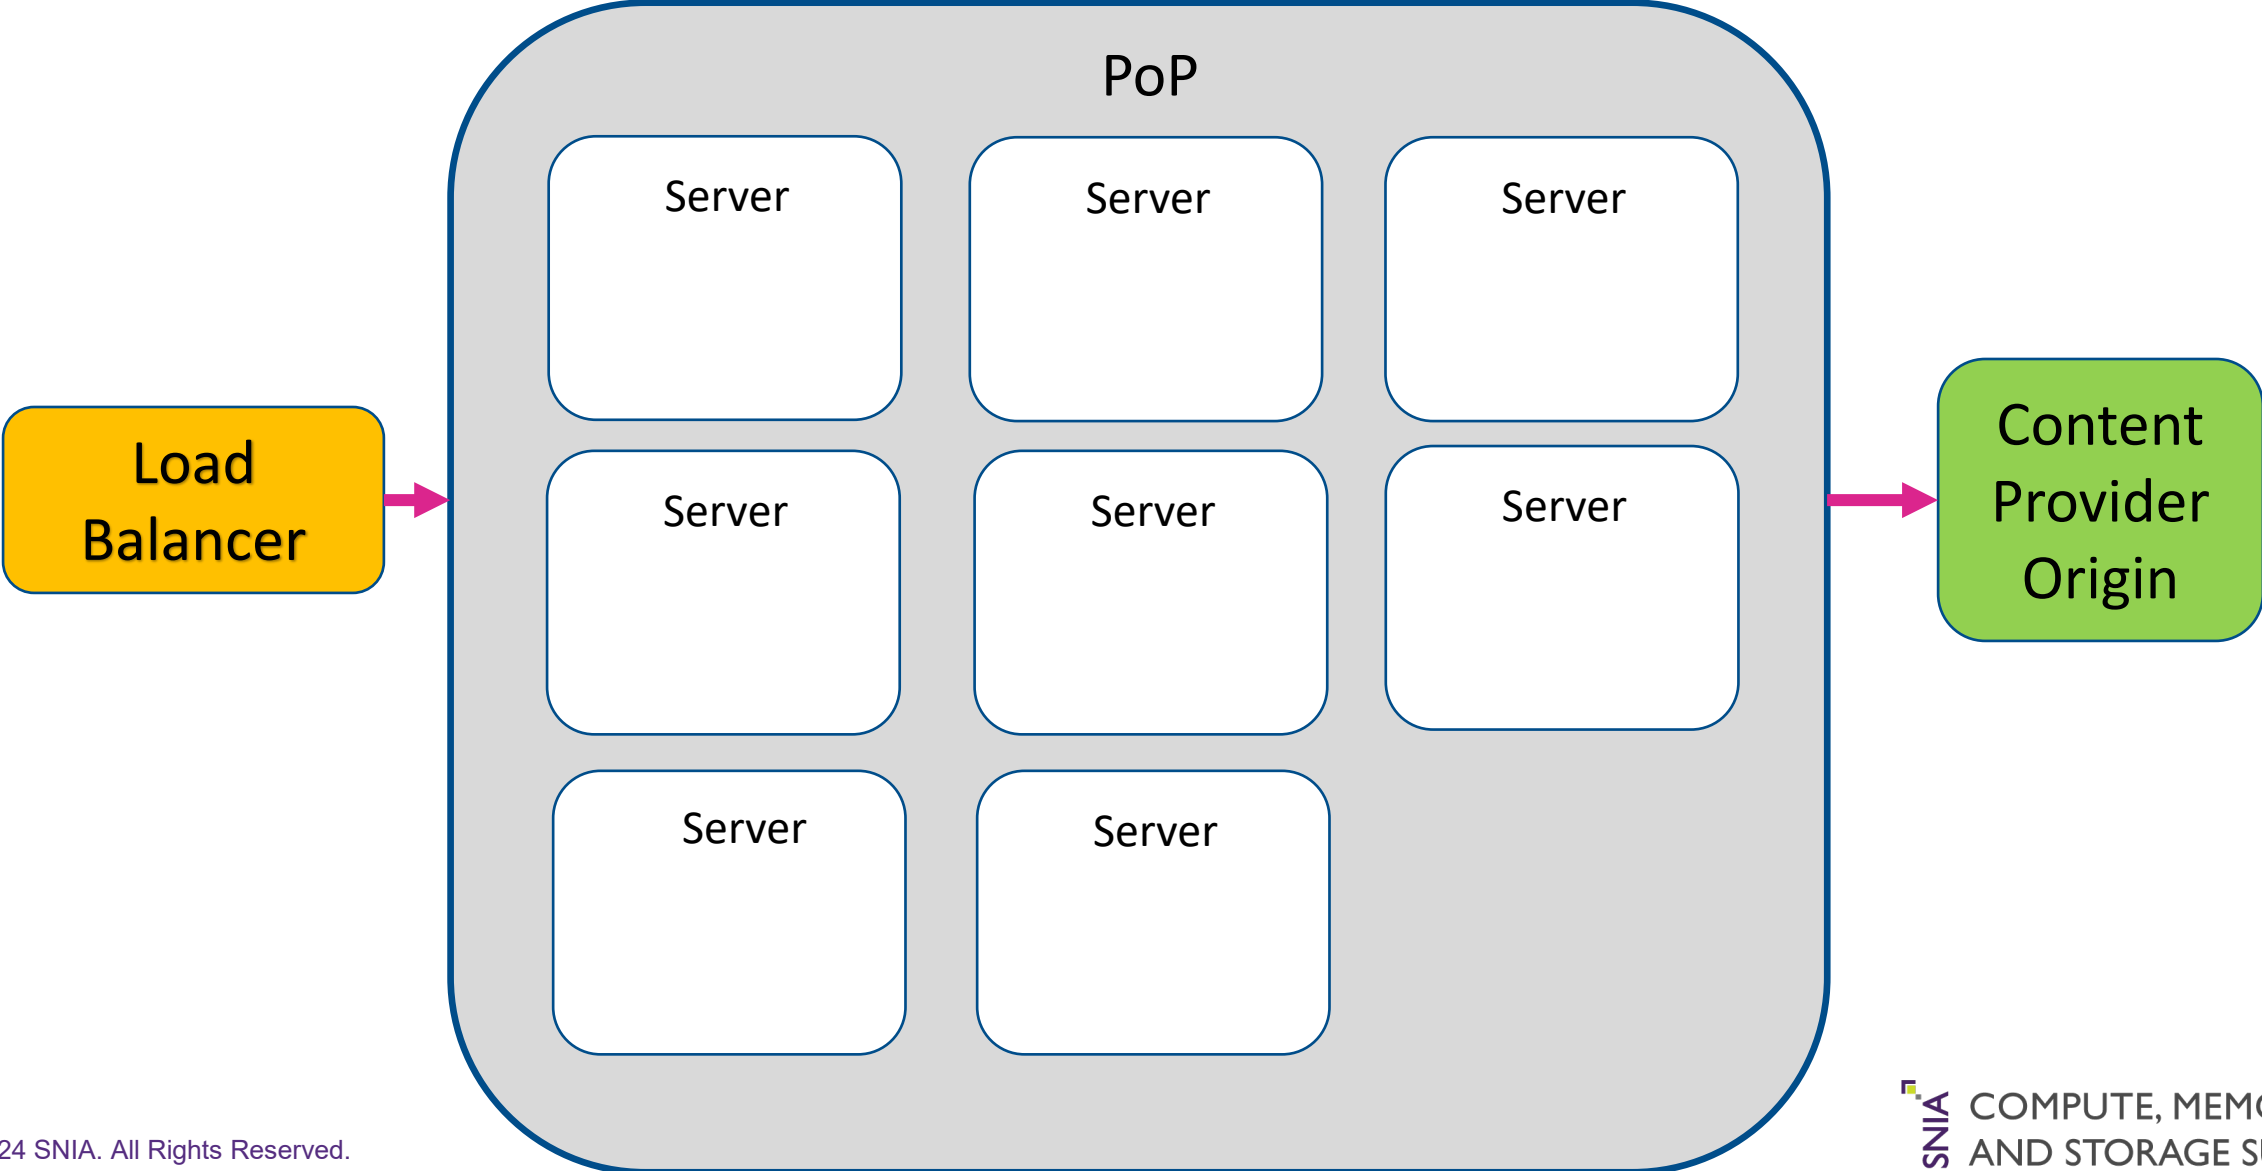 PoP
Server
Server
Server
Load
Balancer
Server
Server
Server
Content
Provider
Origin
Server
Server
24 SNIA. All Rights Reserved.
SNIA
COMPUTE,
AND STORAGE